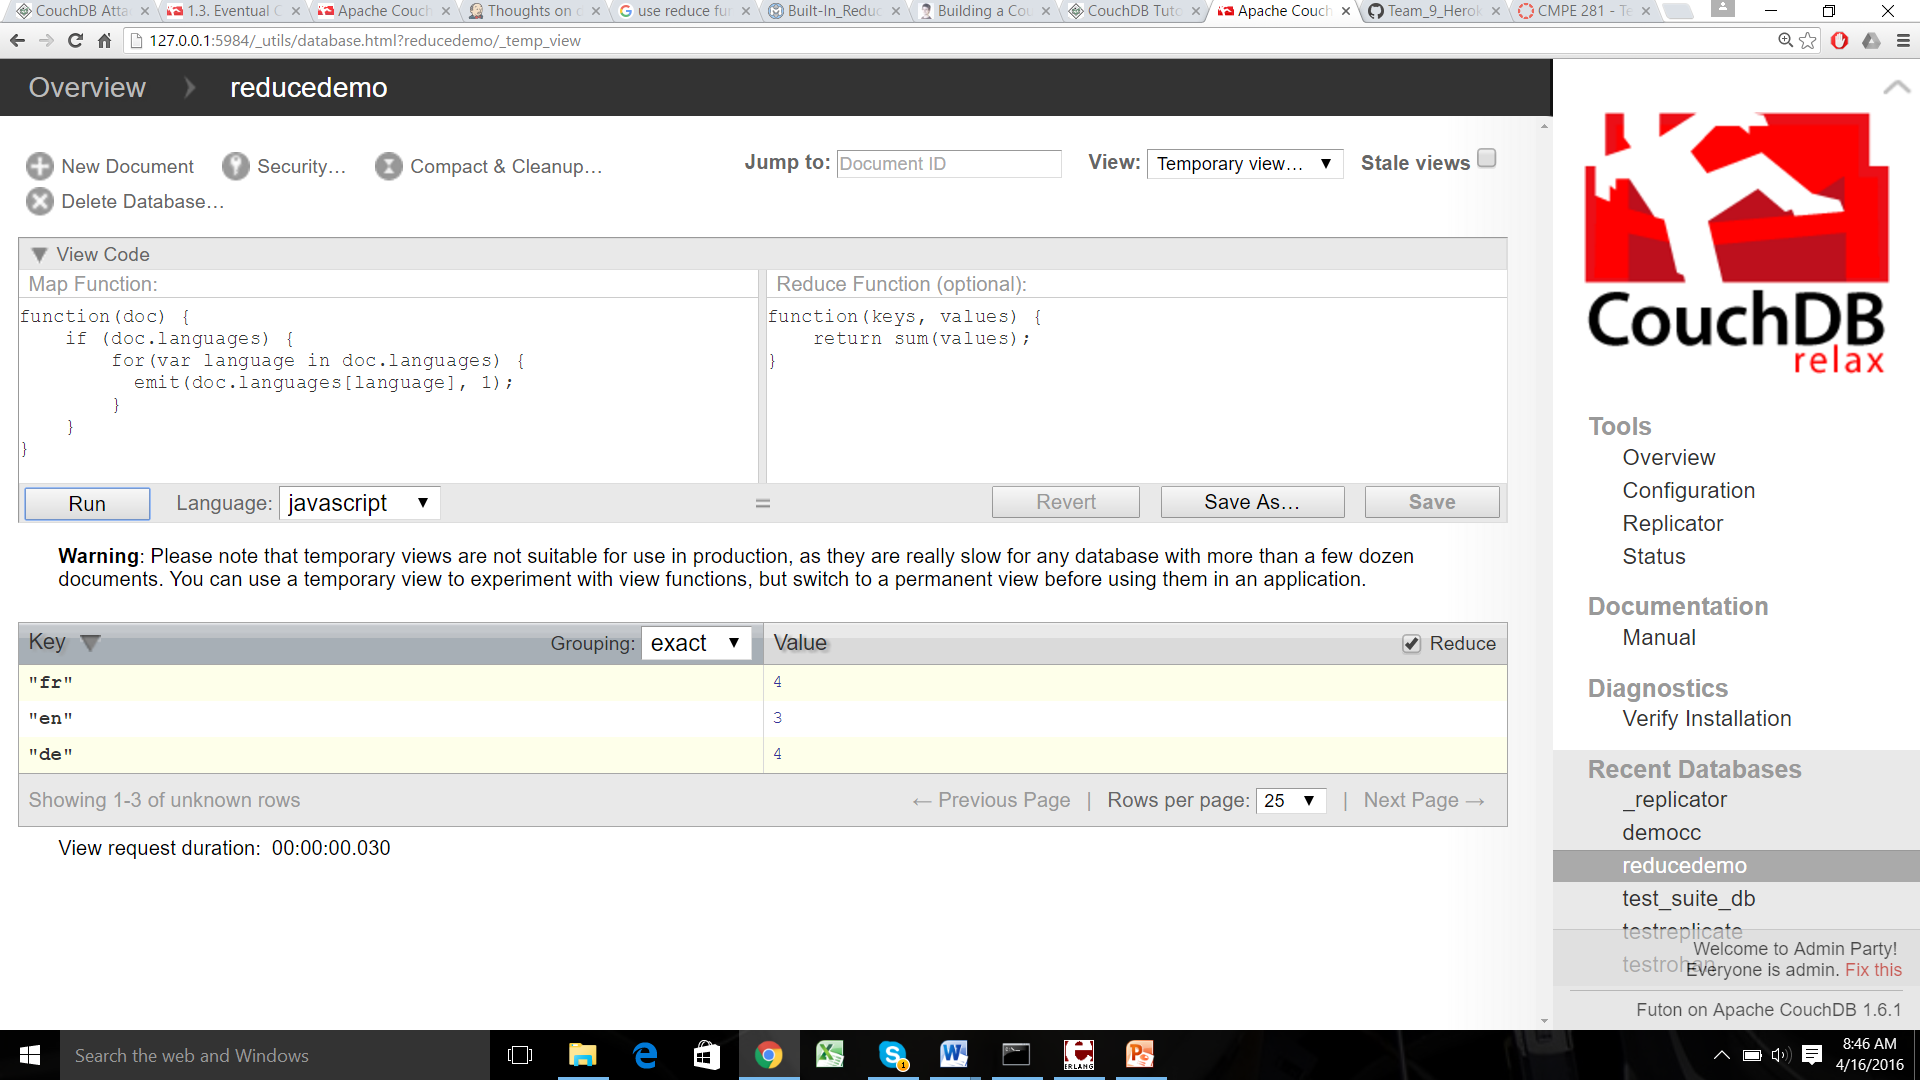 CouchDB Atta
1.3. Eventual C
Apache Couch
Thoughts on c
use reduce fun
Built-In_Reduc
Building a Cou
CouchDB Tuto
Apache Couch
Team_9_Herok
CMPE 281 - Te
127.0.0.1:5984/_utils/database.html?reducedemo/_temp_view
Overview reducedemo
New Document Security… Compact & Cleanup…
Delete Database…
Jump to: Document ID View: Temporary view… Stale views
View Code
Map Function:
function(doc) {
if (doc.languages) {
for(var language in doc.languages) {
emit(doc.languages[language], 1);
}
}
}
Reduce Function (optional):
function(keys, values) {
return sum(values);
}
Run Language: javascript = Revert Save As… Save
Warning: Please note that temporary views are not suitable for use in production, as they are really slow for any database with more than a few dozen
documents. You can use a temporary view to experiment with view functions, but switch to a permanent view before using them in an application.
Key Grouping: exact Value Reduce
"fr" 4
"en" 3
"de" 4
Showing 1-3 of unknown rows ← Previous Page | Rows per page: 25 | Next Page →
View request duration: 00:00:00.030
CouchDB
relax
Tools
Overview
Configuration
Replicator
Status
Documentation
Manual
Diagnostics
Verify Installation
Recent Databases
_replicator
democc
reducedemo
test_suite_db
testreplicate
Welcome to Admin Party!
Everyone is admin. Fix this
Futon on Apache CouchDB 1.6.1
Search the web and Windows
1
ERLANG
8:46 AM
4/16/2016